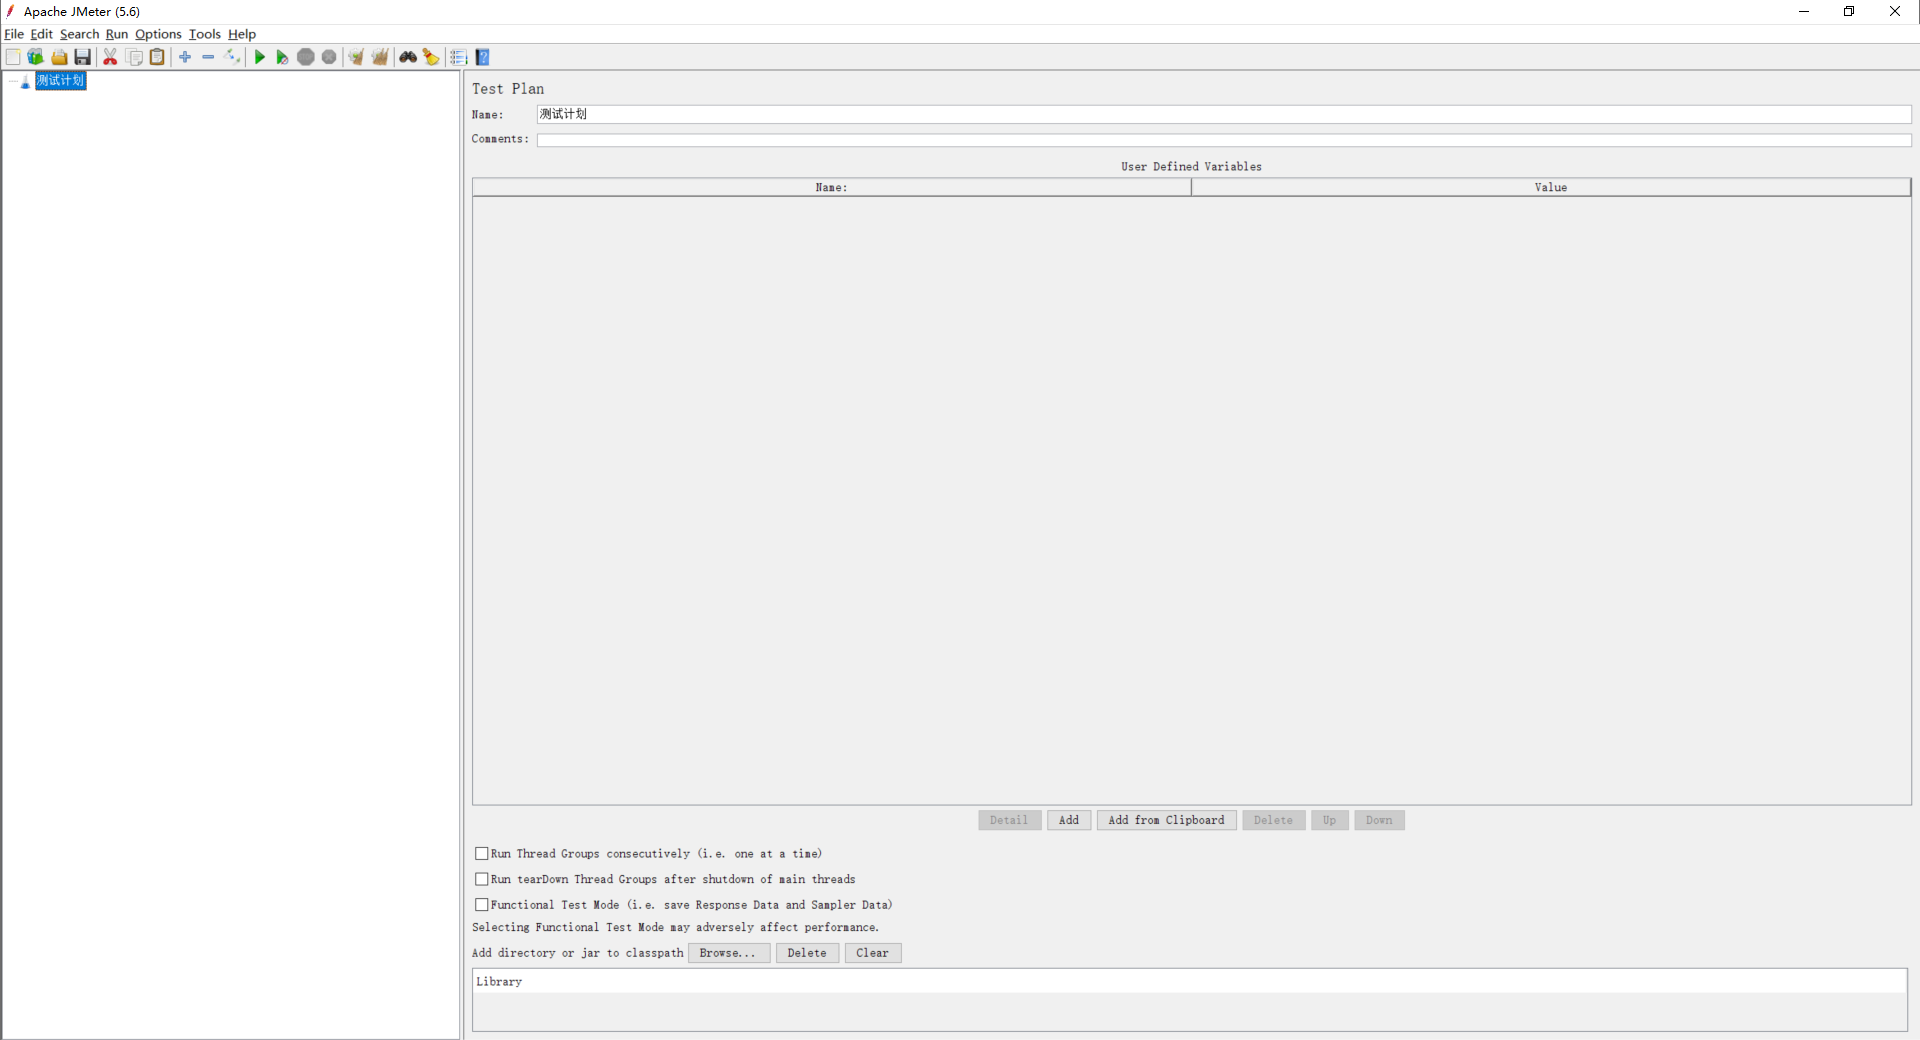 Apache JMeter (5.6)
File Edit Search Run Options Tools Help
测试计划
Test Plan
Name: 测试计划
Comments:
User Defined Variables
Name: Value
Detail Add Add from Clipboard Delete Up Down
Run Thread Groups consecutively (i.e. one at a time)
Run tearDown Thread Groups after shutdown of main threads
Functional Test Mode (i.e. save Response Data and Sampler Data)
Selecting Functional Test Mode may adversely affect performance.
Add directory or jar to classpath Browse... Delete Clear
Library